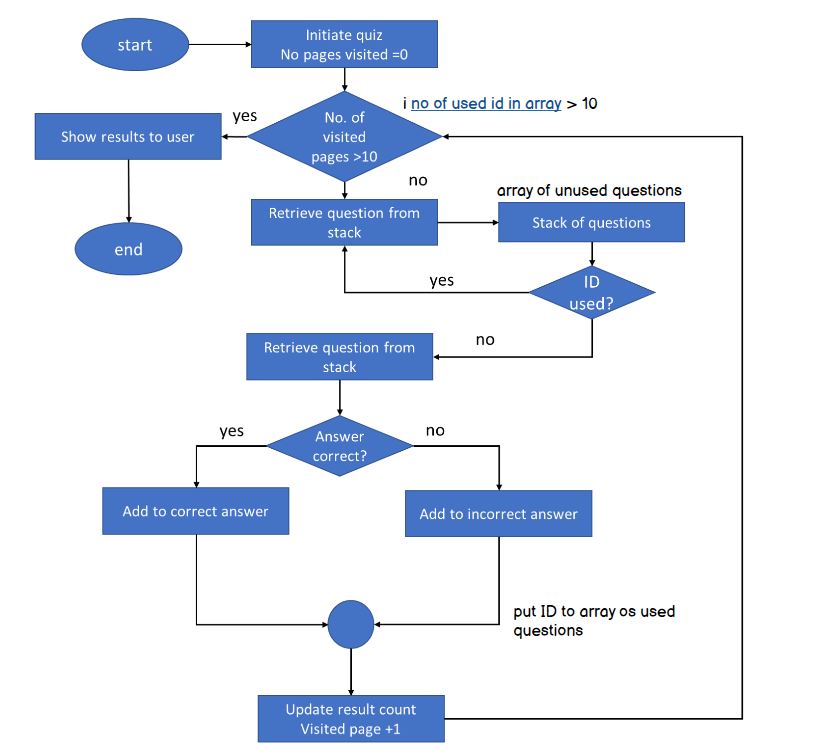 start
Initiate quiz
No pages visited =0
i no of used id in array > 10
yes
Show results to user
No. of
visited
pages >10
no
array of unused questions
Retrieve question from
stack
Stack of questions
end
yes
ID
used?
no
Retrieve question from
stack
yes
Answer
correct?
no
Add to correct answer
Add to incorrect answer
put ID to array os used
questions
Update result count
Visited page +1